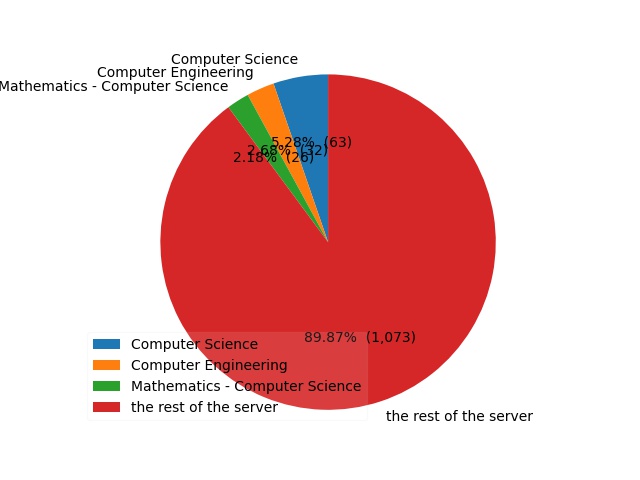 Computer Science
Computer Engineering
Mathematics - Computer Science
5.28% (63)
2.68% (32)
2.18% (26)
89.87% (1,073)
Computer Science
Computer Engineering
Mathematics - Computer Science
the rest of the server
the rest of the server